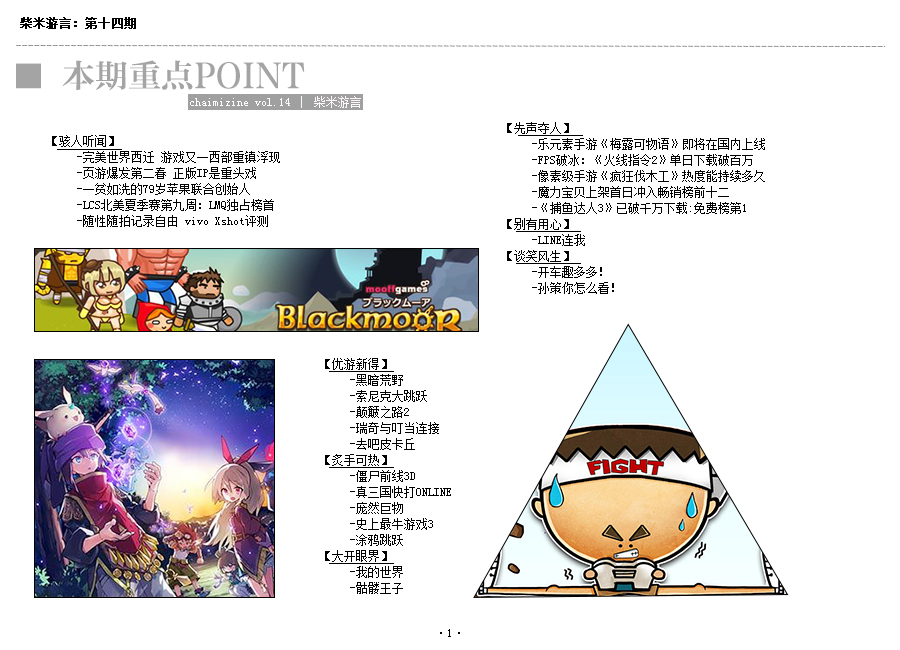 柴米游言：第十四期
本期重点POINT
chaimizine vol.14 | 柴米游言
【骇人听闻】
-完美世界西迁 游戏又一西部重镇浮现
-页游爆发第二春 正版IP是重头戏
-一贫如洗的79岁苹果联合创始人
-LCS北美夏季赛第九周：LMQ独占榜首
-随性随拍记录自由 vivo Xshot评测
【先声夺人】
-乐元素手游《梅露可物语》即将在国内上线
-FPS破冰：《火线指令2》单日下载破百万
-像素级手游《疯狂伐木工》热度能持续多久
-魔力宝贝上架首日冲入畅销榜前十二
-《捕鱼达人3》已破千万下载:免费榜第1
【别有用心】
-LINE连我
【谈笑风生】
-开车趣多多!
-孙策你怎么看!
mooffgames
ブラックムーア
Blackmoor
【优游新得】
-黑暗荒野
-索尼克大跳跃
-颠簸之路2
-瑞奇与叮当连接
-去吧皮卡丘
【炙手可热】
-僵尸前线3D
-真三国快打ONLINE
-庞然巨物
-史上最牛游戏3
-涂鸦跳跃
【大开眼界】
-我的世界
-骷髅王子
FIGHT
·1·